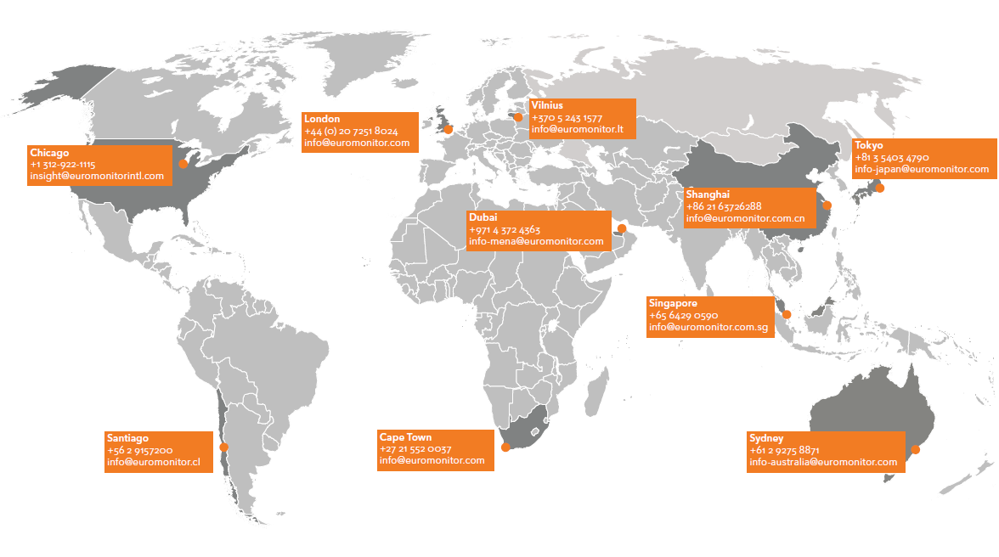 Vilnius
+370 5 243 1577
info@euromonitor.lt
London
+44 (0) 20 7251 8024
info@euromonitor.com
Tokyo
+81 3 5403 4790
info-japan@euromonitor.com
Chicago
+1 312-922-1115
insight@euromonitorintl.com
Shanghai
+86 21 63726288
info@euromonitor.com.cn
Dubai
+971 4 372 4363
info-mena@euromonitor.com
Singapore
+65 6429 0590
info@euromonitor.com.sg
Santiago
+56 2 9157200
info@euromonitor.cl
Cape Town
+27 21 552 0037
info@euromonitor.com
Sydney
+61 2 9275 8871
info-australia@euromonitor.com